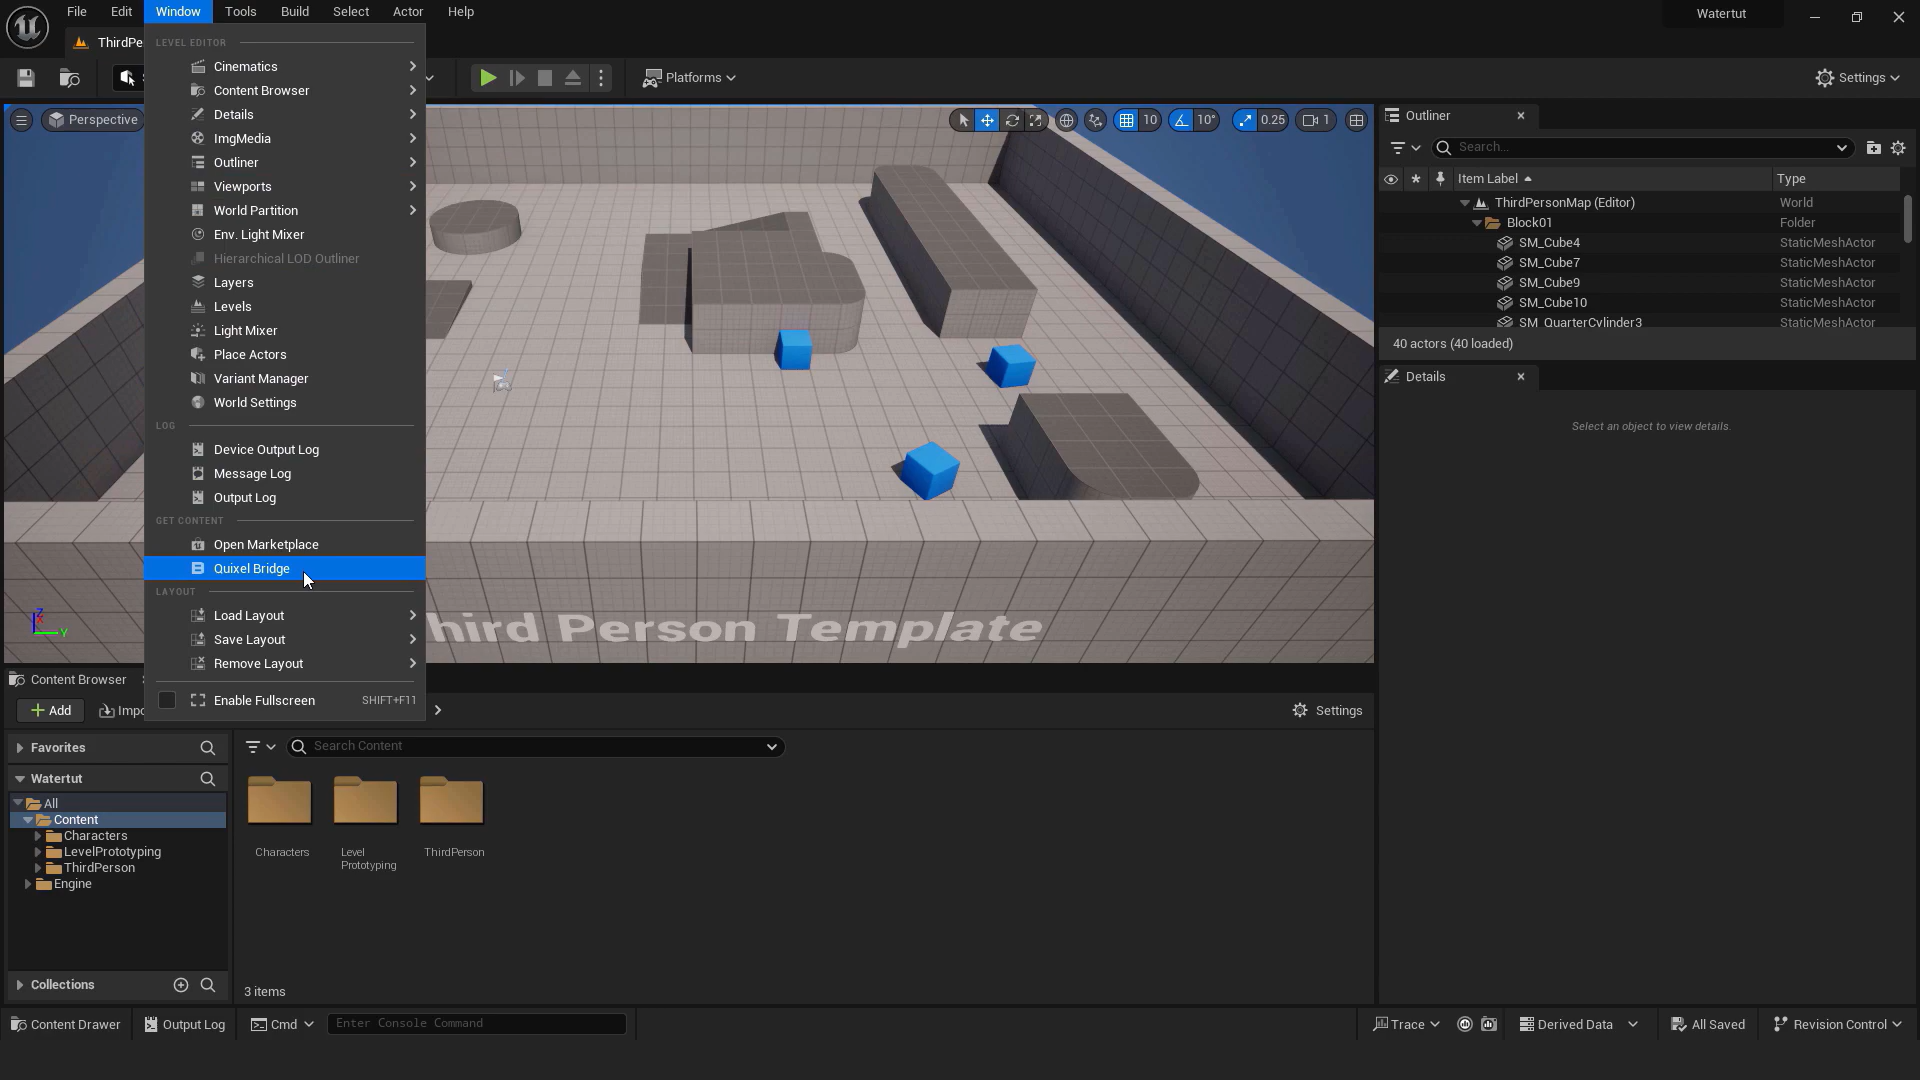 File Edit Window Tools Build Select Actor Help Watertut
ThirdPe
Platforms Settings
LEVEL EDITOR
Cinematics
Content Browser
Details
ImgMedia
Outliner
Viewports
World Partition
Env. Light Mixer
Hierarchical LOD Outliner
Layers
Levels
Light Mixer
Place Actors
Variant Manager
World Settings
LOG
Device Output Log
Message Log
Output Log
GET CONTENT
Open Marketplace
Quixel Bridge
LAYOUT
Load Layout
Save Layout
Remove Layout
Enable Fullscreen SHIFT+F11
Perspective 10 10° 0.25 1
hird Person Template
Z
Y
Outliner
Search...
Item Label Type
ThirdPersonMap (Editor) World
Block01 Folder
SM_Cube4 StaticMeshActor
SM_Cube7 StaticMeshActor
SM_Cube9 StaticMeshActor
SM_Cube10 StaticMeshActor
SM_QuarterCylinder3 StaticMeshActor
40 actors (40 loaded)
Details
Select an object to view details.
Content Browser
Add Impo Settings
Favorites
Search Content
Watertut
All
Content
Characters
LevelPrototyping
ThirdPerson
Engine
Characters
Level
Prototyping
ThirdPerson
Collections
3 items
Content Drawer Output Log Cmd Enter Console Command Trace Derived Data All Saved Revision Control